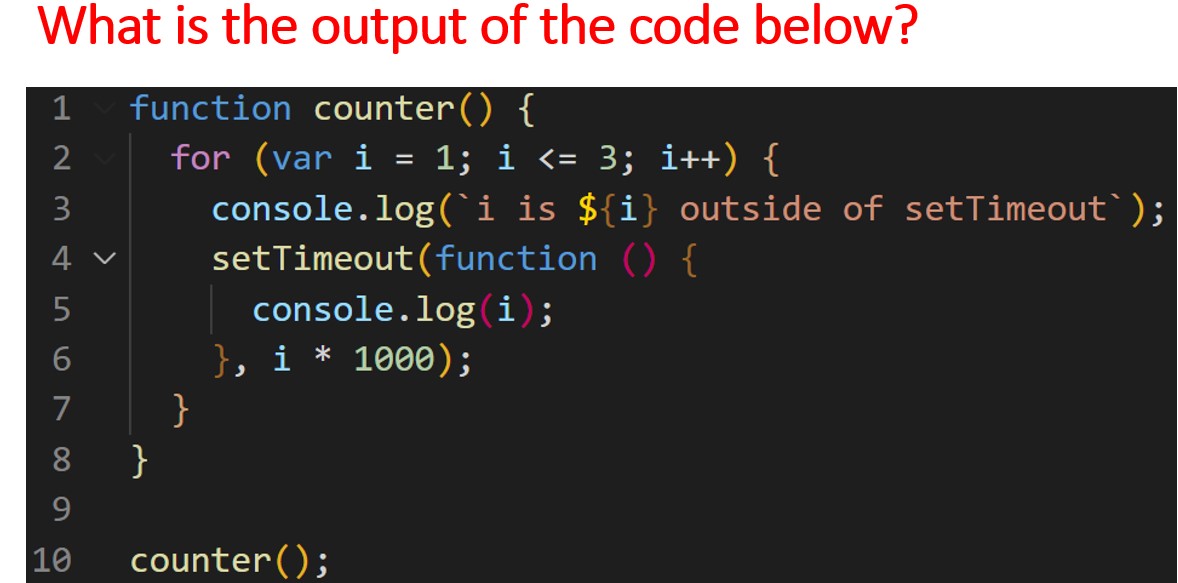 What is the output of the code below?
1 function counter() {
2 for (var i = 1; i <= 3; i++) {
3 console.log(`i is ${i} outside of setTimeout`);
4 setTimeout(function () {
5 console.log(i);
6 }, i * 1000);
7 }
8 }
9
10 counter();